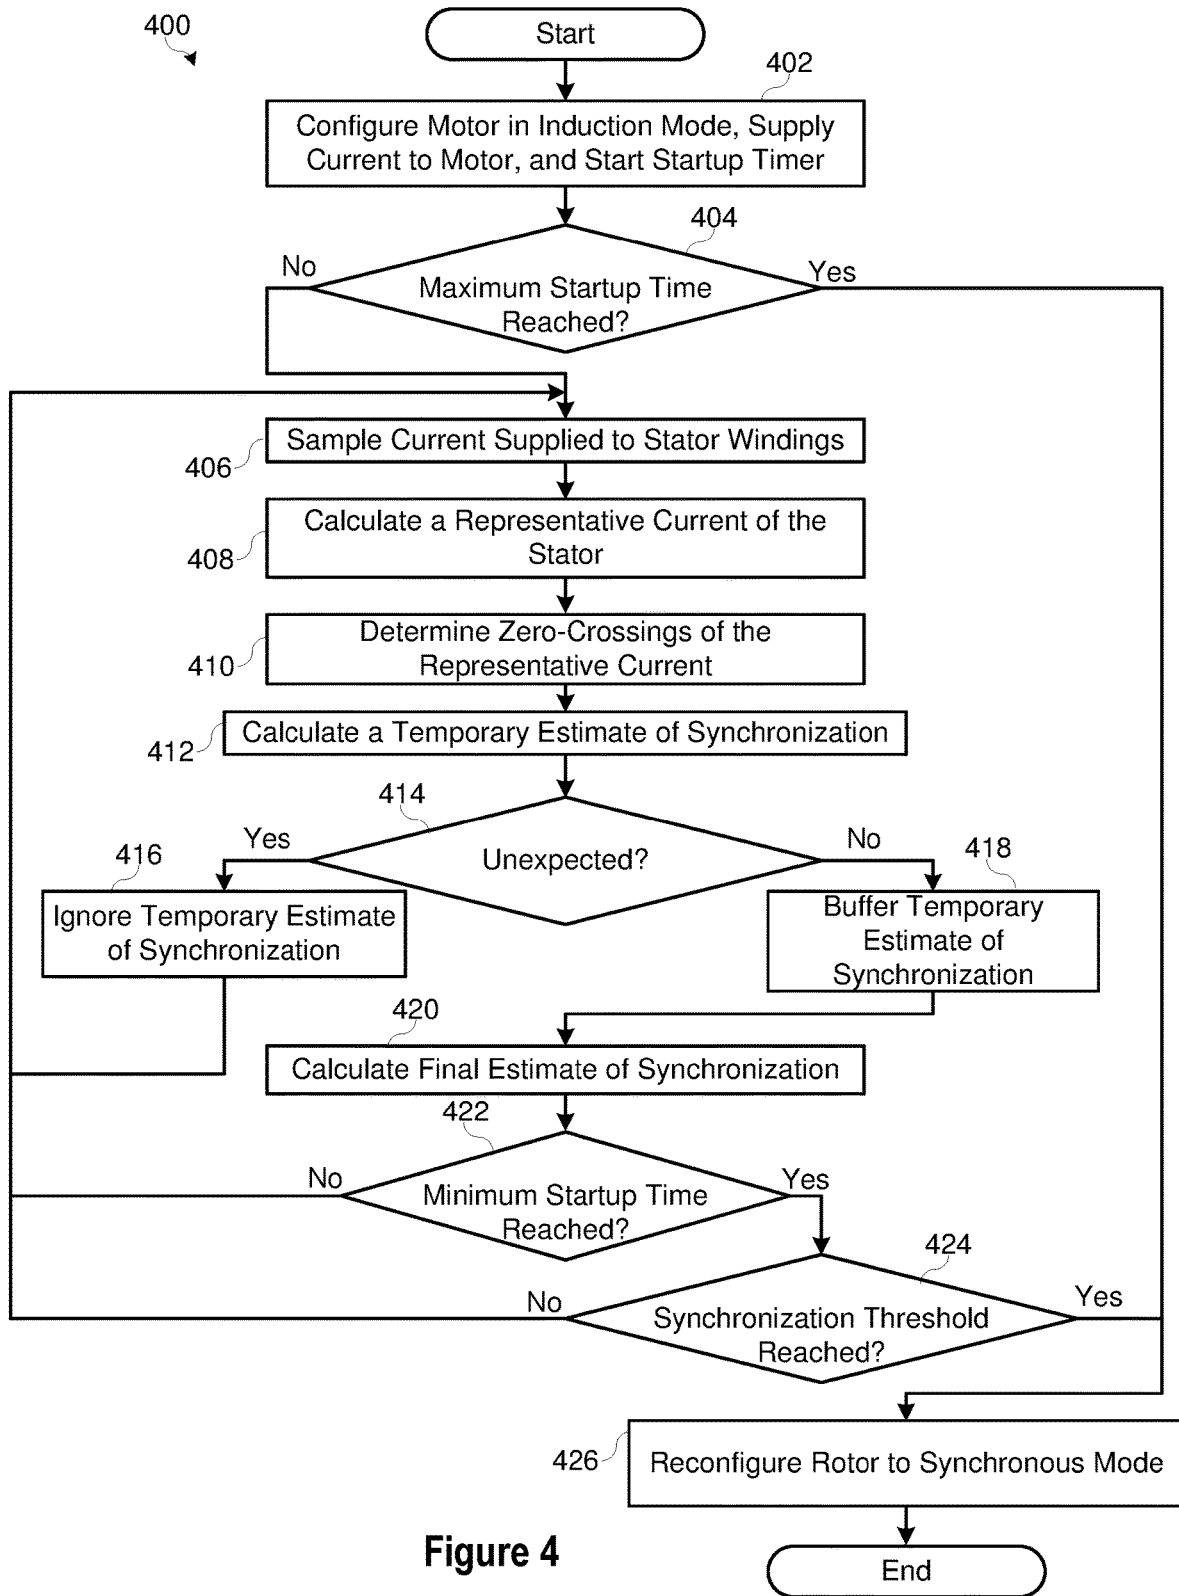 400
Start
402
Configure Motor in Induction Mode, Supply
Current to Motor, and Start Startup Timer
404
No
Yes
Maximum Startup Time
Reached?
Sample Current Supplied to Stator Windings
406
Calculate a Representative Current of the
Stator
408
Determine Zero-Crossings of the
Representative Current
410
Calculate a Temporary Estimate of Synchronization
412
414
Yes
No
Unexpected?
416
418
Ignore Temporary Estimate
of Synchronization
Buffer Temporary
Estimate of
Synchronization
420
Calculate Final Estimate of Synchronization
422
No
Yes
Minimum Startup Time
Reached?
424
No
Yes
Synchronization Threshold
Reached?
426
Reconfigure Rotor to Synchronous Mode
Figure 4
End